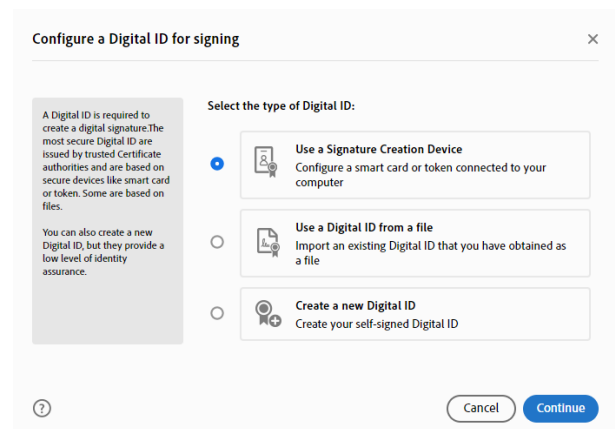 Configure a Digital ID for signing
A Digital ID is required to
create a digital signature.The
most secure Digital ID are
issued by trusted Certificate
authorities and are based on
secure devices like smart card
or token. Some are based on
files.
You can also create a new
Digital ID, but they provide a
low level of identity
assurance.
Select the type of Digital ID:
Use a Signature Creation Device
Configure a smart card or token connected to your
computer
Use a Digital ID from a file
Import an existing Digital ID that you have obtained as
a file
Create a new Digital ID
Create your self-signed Digital ID
?
Cancel
Continue